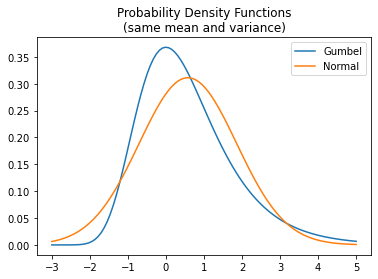 Probability Density Functions
(same mean and variance)
Gumbel
Normal
0.35
0.30
0.25
0.20
0.15
0.10
0.05
0.00
−3 −2 −1 0 1 2 3 4 5